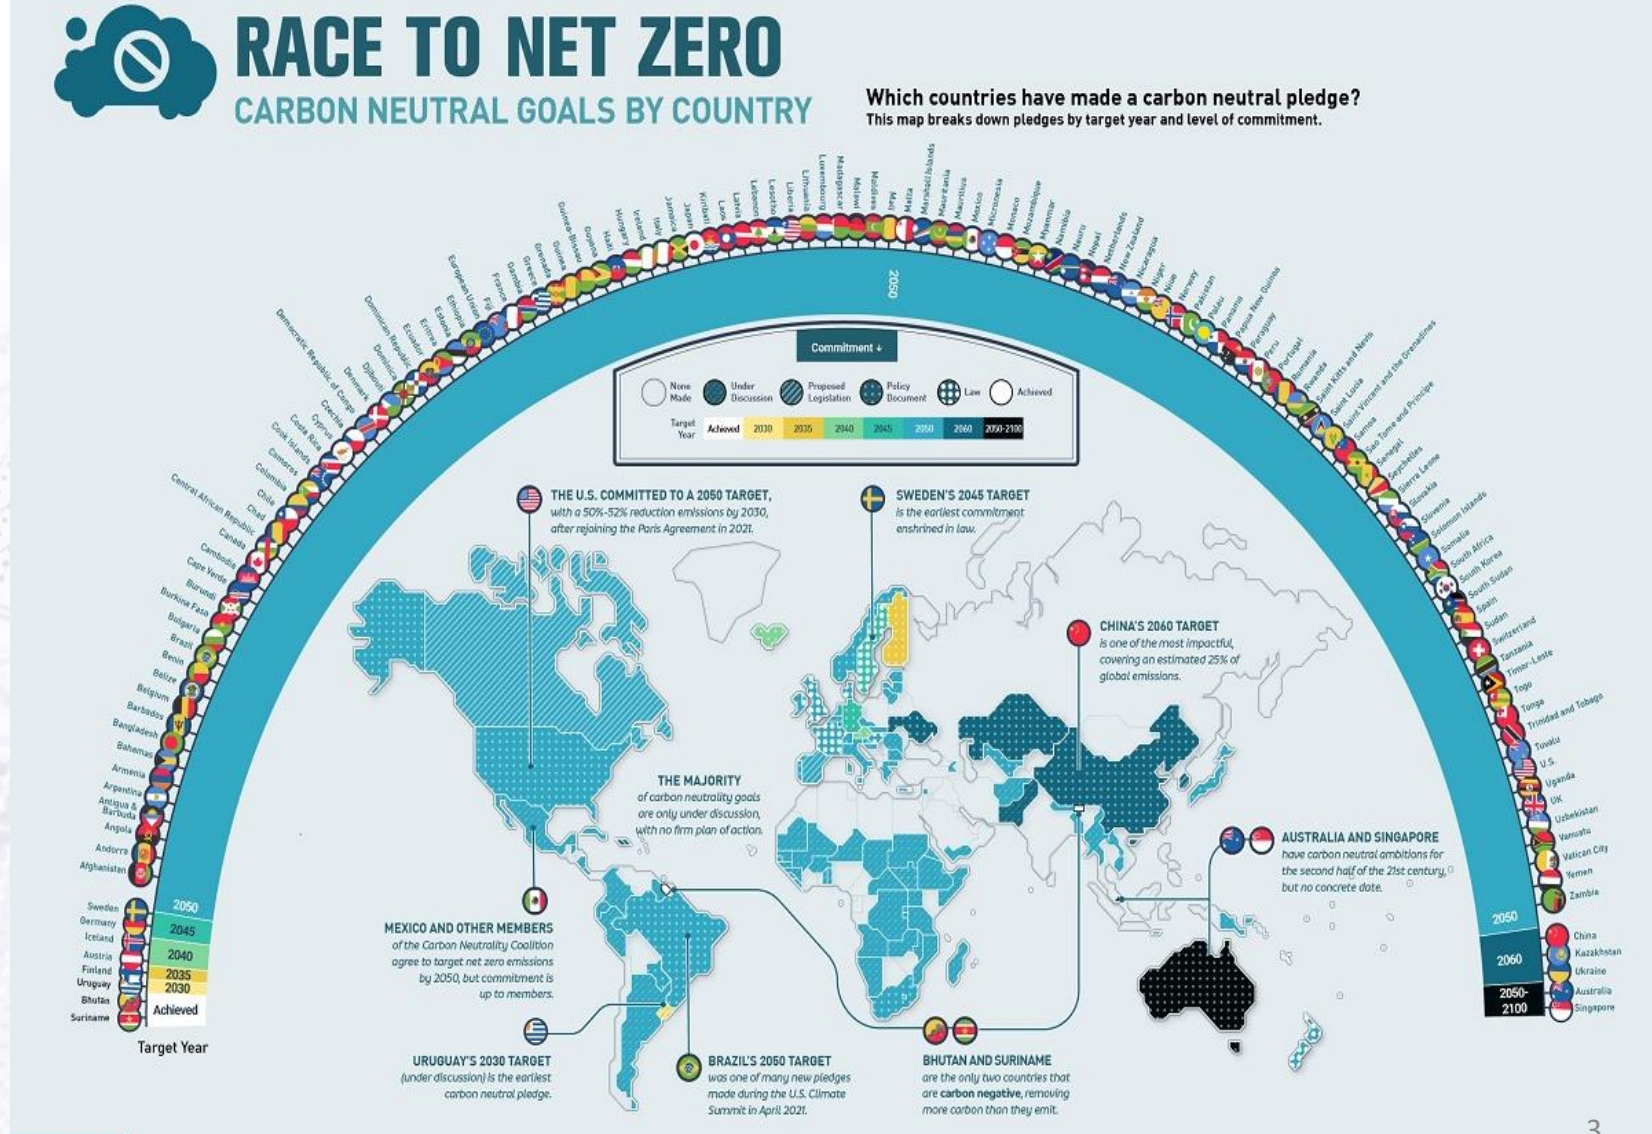 RACE TO NET ZERO
CARBON NEUTRAL GOALS BY COUNTRY
Which countries have made a carbon neutral pledge?
This map breaks down pledges by target year and level of commitment.
Suriname
Bhutan
Uruguay
Finland
Austria
Iceland
Germany
Sweden
Afghanistan
Andorra
Angola
Antigua &
Barbuda
Argentina
Armenia
Bahamas
Bangladesh
Barbados
Belgium
Belize
Benin
Brazil
Bulgaria
Burkina Faso
Burundi
Cape Verde
Cambodia
Canada
Central African Republic
Chad
Chile
Colombia
Comoros
Cook Islands
Costa Rica
Cyprus
Czechia
Democratic Republic of Congo
Denmark
Djibouti
Dominica
Dominican Republic
Ecuador
Eritrea
Estonia
Ethiopia
European Union
Fiji
France
Gambia
Greece
Grenada
Guinea
Guinea-Bissau
Guyana
Haiti
Hungary
Ireland
Italy
Jamaica
Japan
Kiribati
Laos
Latvia
Lebanon
Lesotho
Liberia
Lithuania
Luxembourg
Madagascar
Malawi
Maldives
Mali
Malta
Marshall Islands
Mauritania
Mauritius
Mexico
Micronesia
Monaco
Mozambique
Myanmar
Namibia
Nauru
Nepal
Netherlands
New Zealand
Nicaragua
Niger
Niue
Norway
Pakistan
Palau
Panama
Papua New Guinea
Paraguay
Peru
Portugal
Romania
Rwanda
Saint Kitts and Nevis
Saint Lucia
Saint Vincent and the Grenadines
Samoa
Sao Tome and Principe
Senegal
Seychelles
Sierra Leone
Slovakia
Slovenia
Solomon Islands
Somalia
South Africa
South Korea
South Sudan
Spain
Sudan
Switzerland
Tanzania
Timor-Leste
Togo
Tonga
Trinidad and Tobago
Tuvalu
U.S.
Uganda
UK
Uzbekistan
Vanuatu
Vatican City
Yemen
Zambia
China
Kazakhstan
Ukraine
Australia
Singapore
2050
Commitment ↓
None
Made
Under
Discussion
Proposed
Legislation
Policy
Document
Law
Achieved
Target
Year
Achieved 2030 2035 2040 2045 2050 2060 2050-2100
THE U.S. COMMITTED TO A 2050 TARGET,
with a 50%-52% reduction emissions by 2030,
after rejoining the Paris Agreement in 2021.
SWEDEN'S 2045 TARGET
is the earliest commitment
enshrined in law.
CHINA'S 2060 TARGET
is one of the most impactful,
covering an estimated 25% of
global emissions.
THE MAJORITY
of carbon neutrality goals
are only under discussion,
with no firm plan of action.
AUSTRALIA AND SINGAPORE
have carbon neutral ambitions for
the second half of the 21st century,
but no concrete date.
MEXICO AND OTHER MEMBERS
of the Carbon Neutrality Coalition
agree to target net zero emissions
by 2050, but commitment is
up to members.
URUGUAY'S 2030 TARGET
(under discussion) is the earliest
carbon neutral pledge.
BRAZIL'S 2050 TARGET
was one of many new pledges
made during the U.S. Climate
Summit in April 2021.
BHUTAN AND SURINAME
are the only two countries that
are carbon negative, removing
more carbon than they emit.
2050
2045
2040
2035
2030
Achieved
Target Year
2050
2060
2050-
2100
3